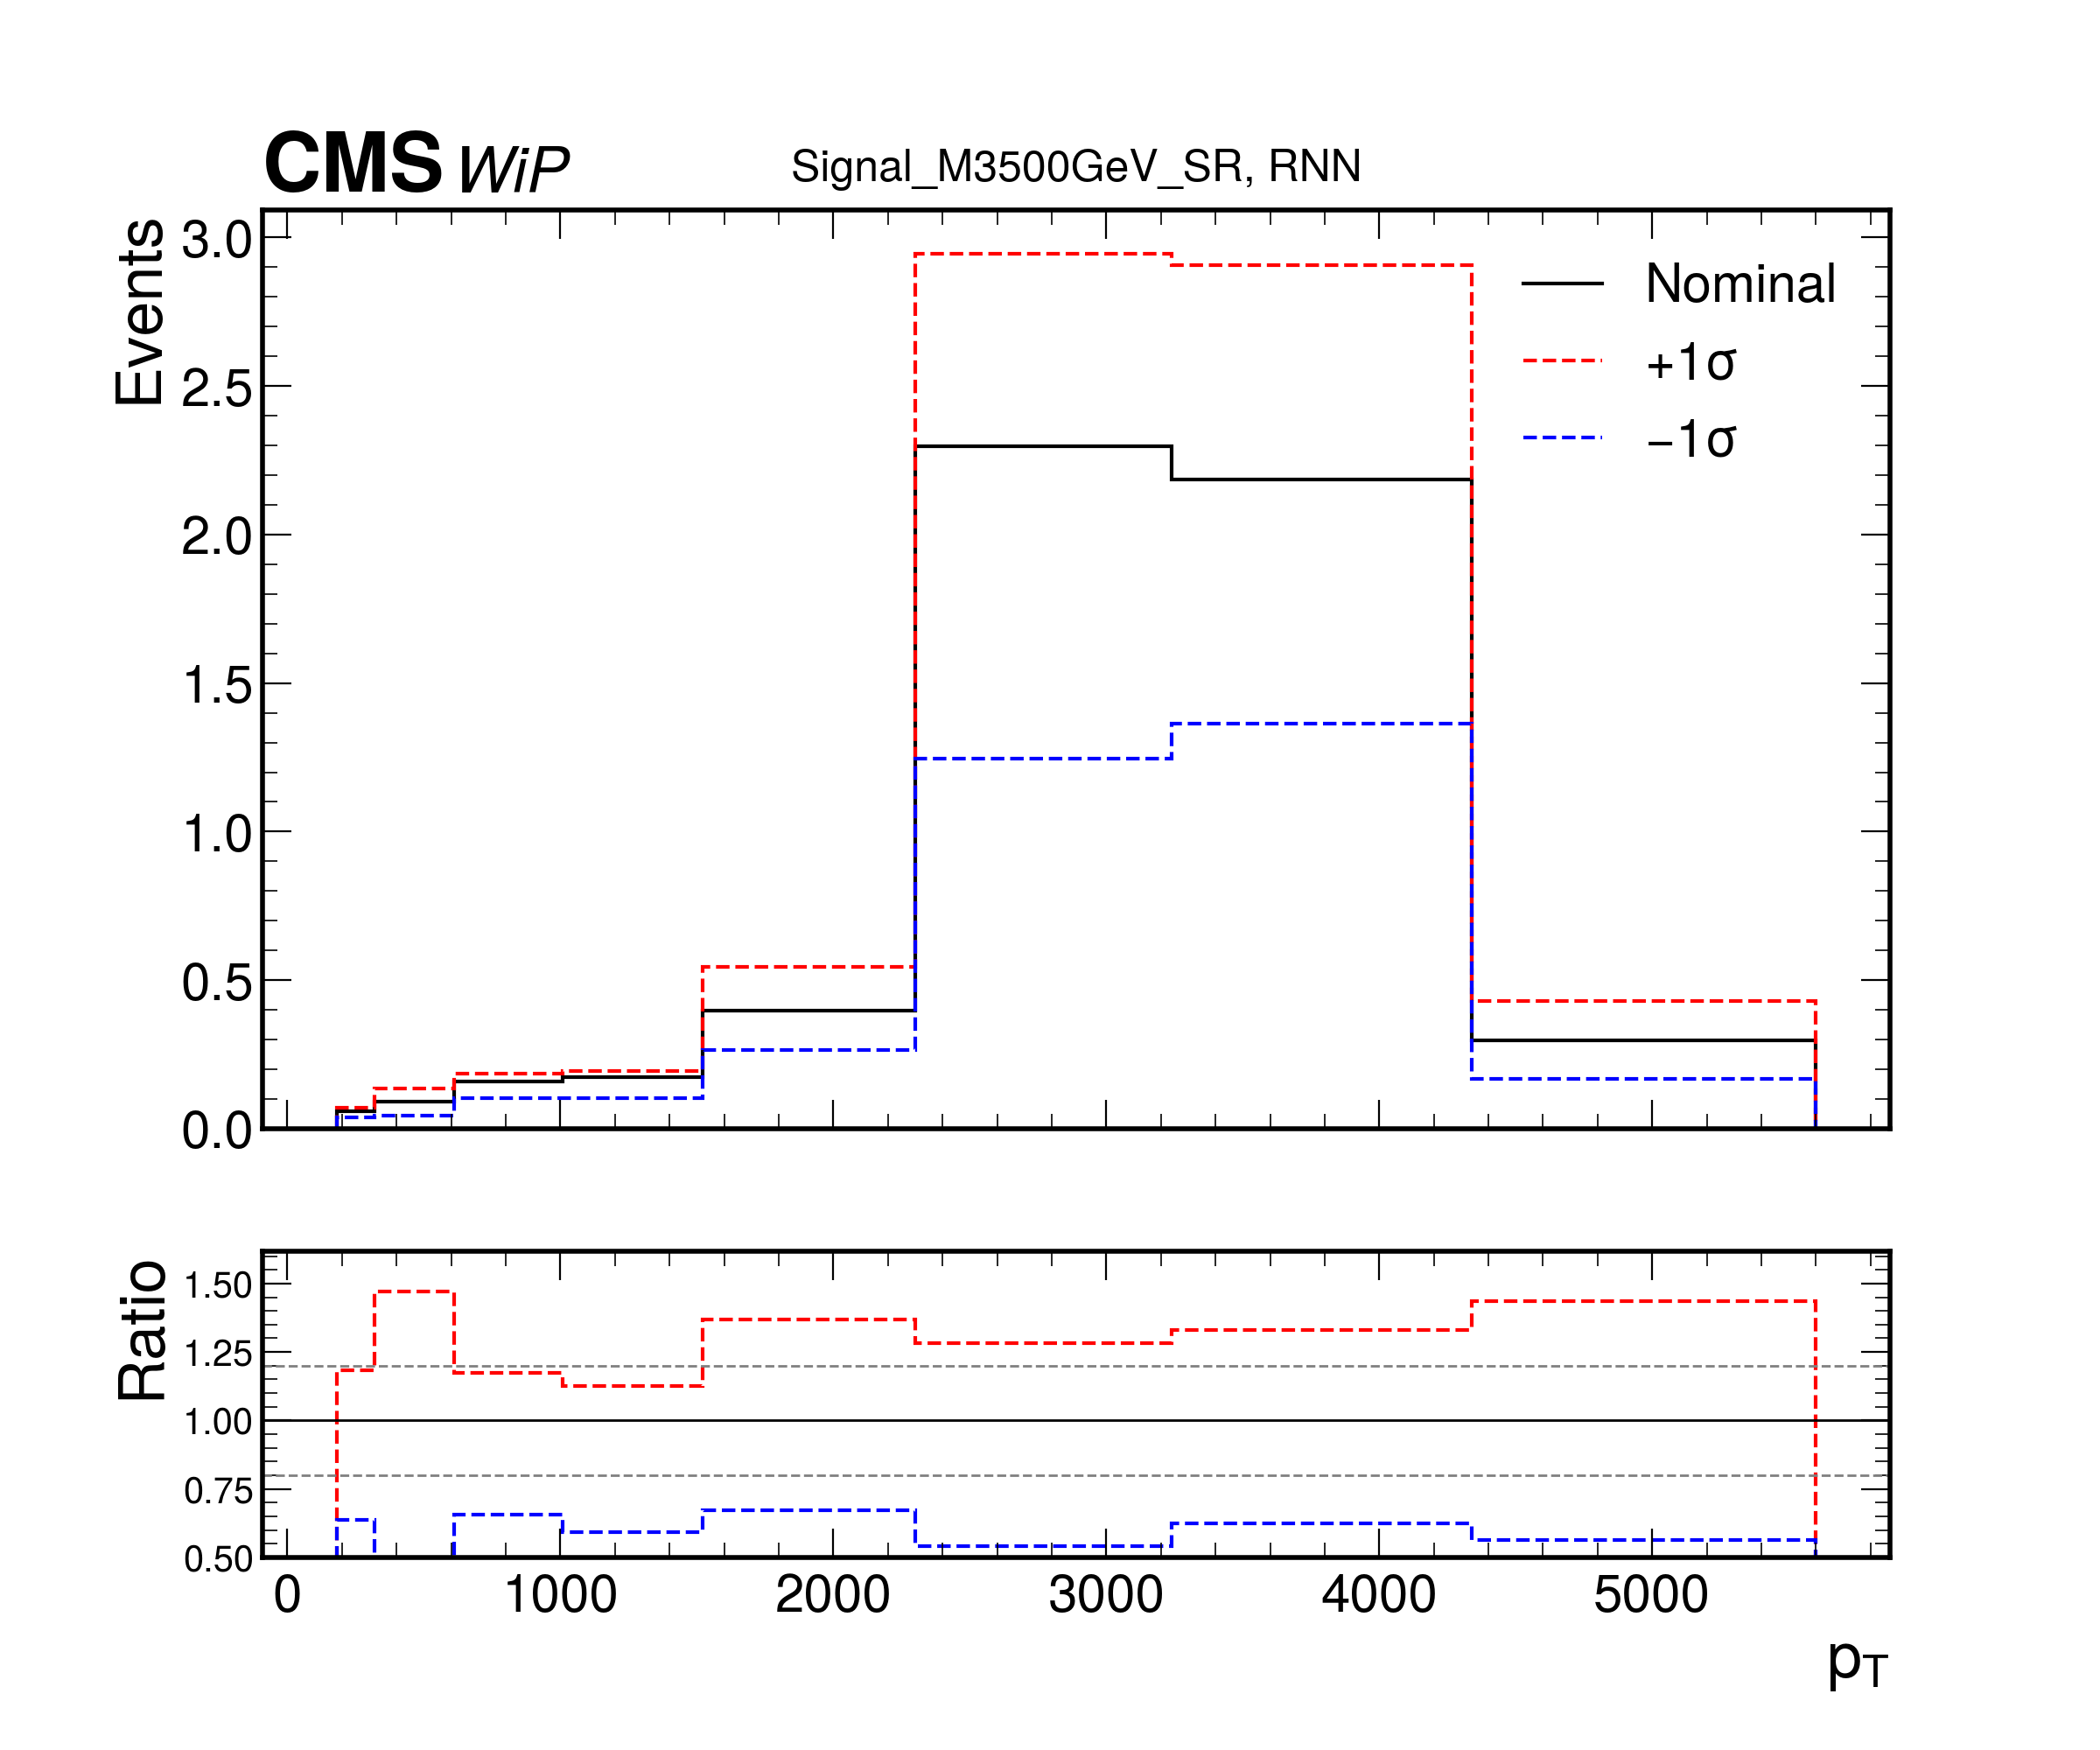 CMS WiP
Signal_M3500GeV_SR, RNN
Events
3.0
2.5
2.0
1.5
1.0
0.5
0.0
Nominal
+1σ
−1σ
Ratio
1.50
1.25
1.00
0.75
0.50
0 1000 2000 3000 4000 5000
pT